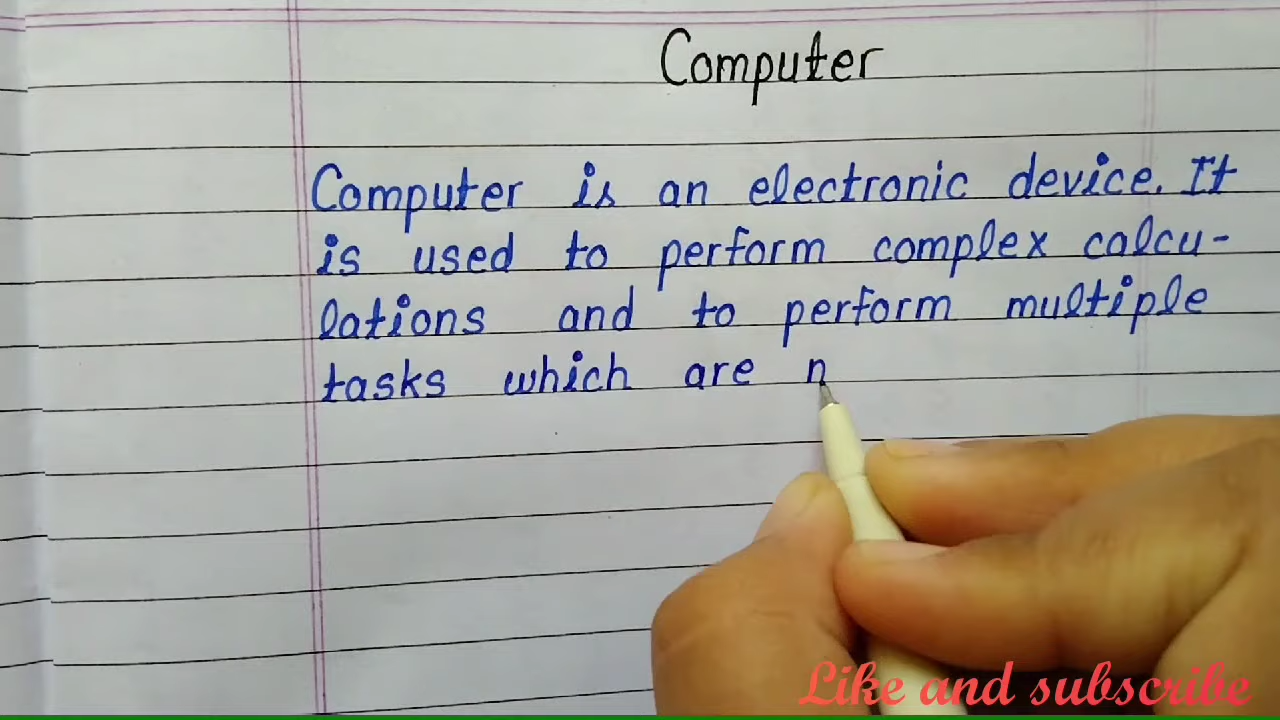 Computer
Computer is an electronic device. It
is used to perform complex calcu-
lations and to perform multiple
tasks which are n
Like and subscribe